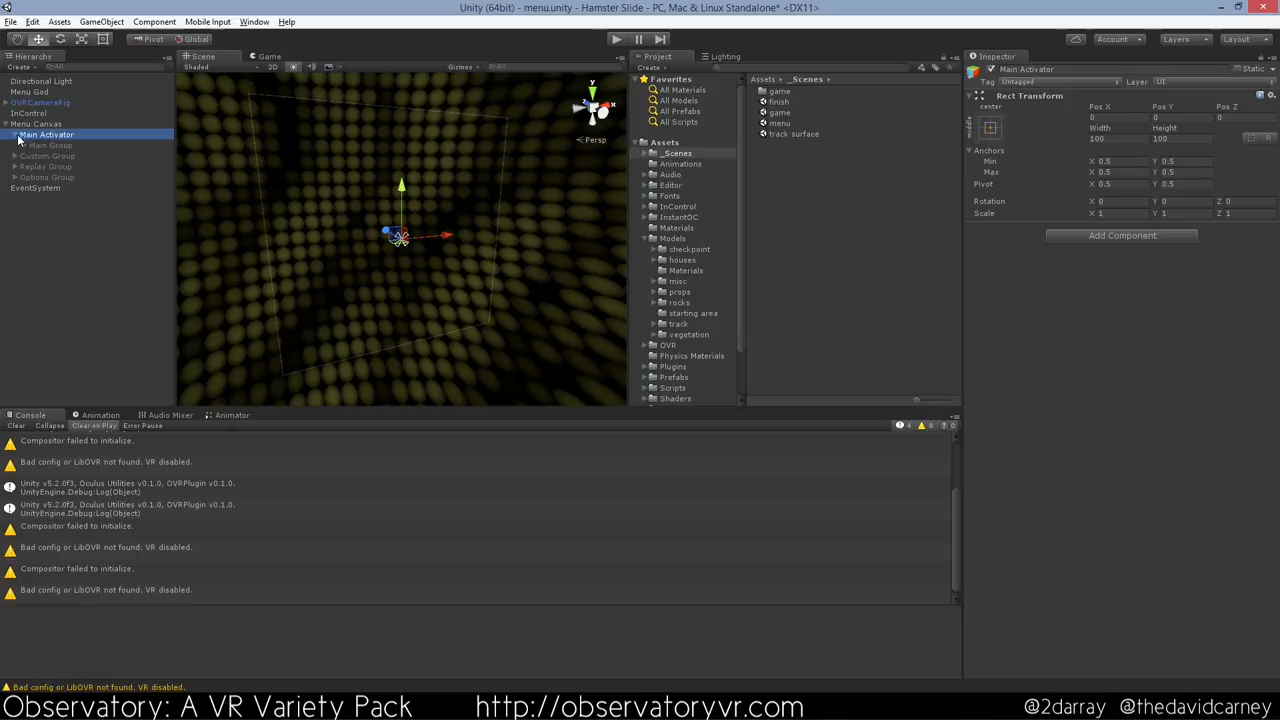 Unity (64bit) - menu.unity - Hamster Slide - PC, Mac & Linux Standalone* <DX11>
File Edit Assets GameObject Component Mobile Input Window Help
Pivot Global Account Layers Layout
Hierarchy
Create All
Directional Light
Menu God
OVRCameraRig
InControl
Menu Canvas
Main Activator
Main Group
Custom Group
Replay Group
Options Group
EventSystem
Scene Game
Shaded 2D Gizmos All
y
x
z
Persp
Project Lighting
Create
Favorites
All Materials
All Models
All Prefabs
All Scripts
Assets
_Scenes
Animations
Audio
Editor
Fonts
InControl
InstantOC
Materials
Models
checkpoint
houses
Materials
misc
props
rocks
starting area
track
vegetation
OVR
Physics Materials
Plugins
Prefabs
Scripts
Shaders
Assets _Scenes
game
finish
game
menu
track surface
Inspector
Main Activator Static
Tag Untagged Layer UI
Rect Transform
center Pos X Pos Y Pos Z
middle 0 0 0
Width Height
100 100
R
Anchors
Min X 0.5 Y 0.5
Max X 0.5 Y 0.5
Pivot X 0.5 Y 0.5
Rotation X 0 Y 0 Z 0
Scale X 1 Y 1 Z 1
Add Component
Console Animation Audio Mixer Animator
Clear Collapse Clear on Play Error Pause 4 8 0
Compositor failed to initialize.
Bad config or LibOVR not found. VR disabled.
Unity v5.2.0f3, Oculus Utilities v0.1.0, OVRPlugin v0.1.0.
UnityEngine.Debug:Log(Object)
Unity v5.2.0f3, Oculus Utilities v0.1.0, OVRPlugin v0.1.0.
UnityEngine.Debug:Log(Object)
Compositor failed to initialize.
Bad config or LibOVR not found. VR disabled.
Compositor failed to initialize.
Bad config or LibOVR not found. VR disabled.
Bad config or LibOVR not found. VR disabled.
Observatory: A VR Variety Pack http://observatoryvr.com @2darray @thedavidcarney